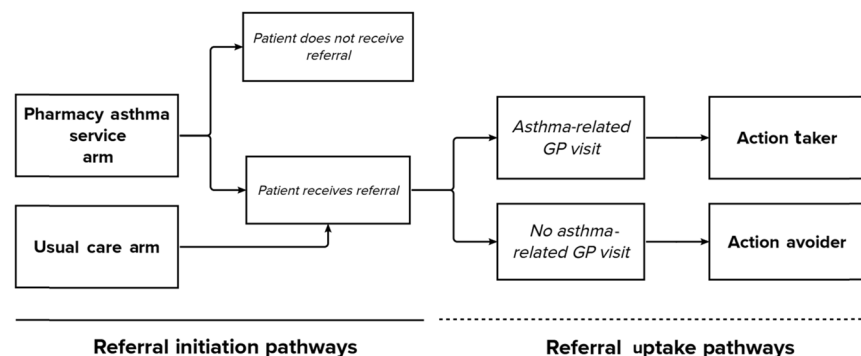 Patient does not receive
referral
Pharmacy asthma
service
arm
Asthma-related
GP visit
Action taker
Patient receives referral
Usual care arm
No asthma-
related GP visit
Action avoider
Referral initiation pathways
Referral uptake pathways